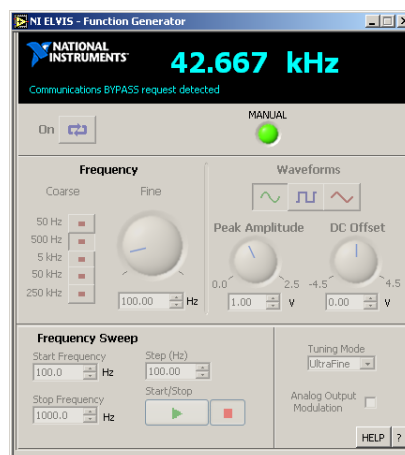 NI ELVIS - Function Generator
NATIONAL
INSTRUMENTS™
42.667 kHz
Communications BYPASS request detected
On
MANUAL
Frequency
Coarse
Fine
50 Hz
500 Hz
5 kHz
50 kHz
250 kHz
100.00 Hz
Waveforms
Peak Amplitude
DC Offset
0.0
2.5
-4.5
4.5
1.00 V
0.00 V
Frequency Sweep
Start Frequency
Step (Hz)
100.0 Hz
100.00
Stop Frequency
Start/Stop
1000.0 Hz
Tuning Mode
UltraFine
Analog Output
Modulation
HELP ?